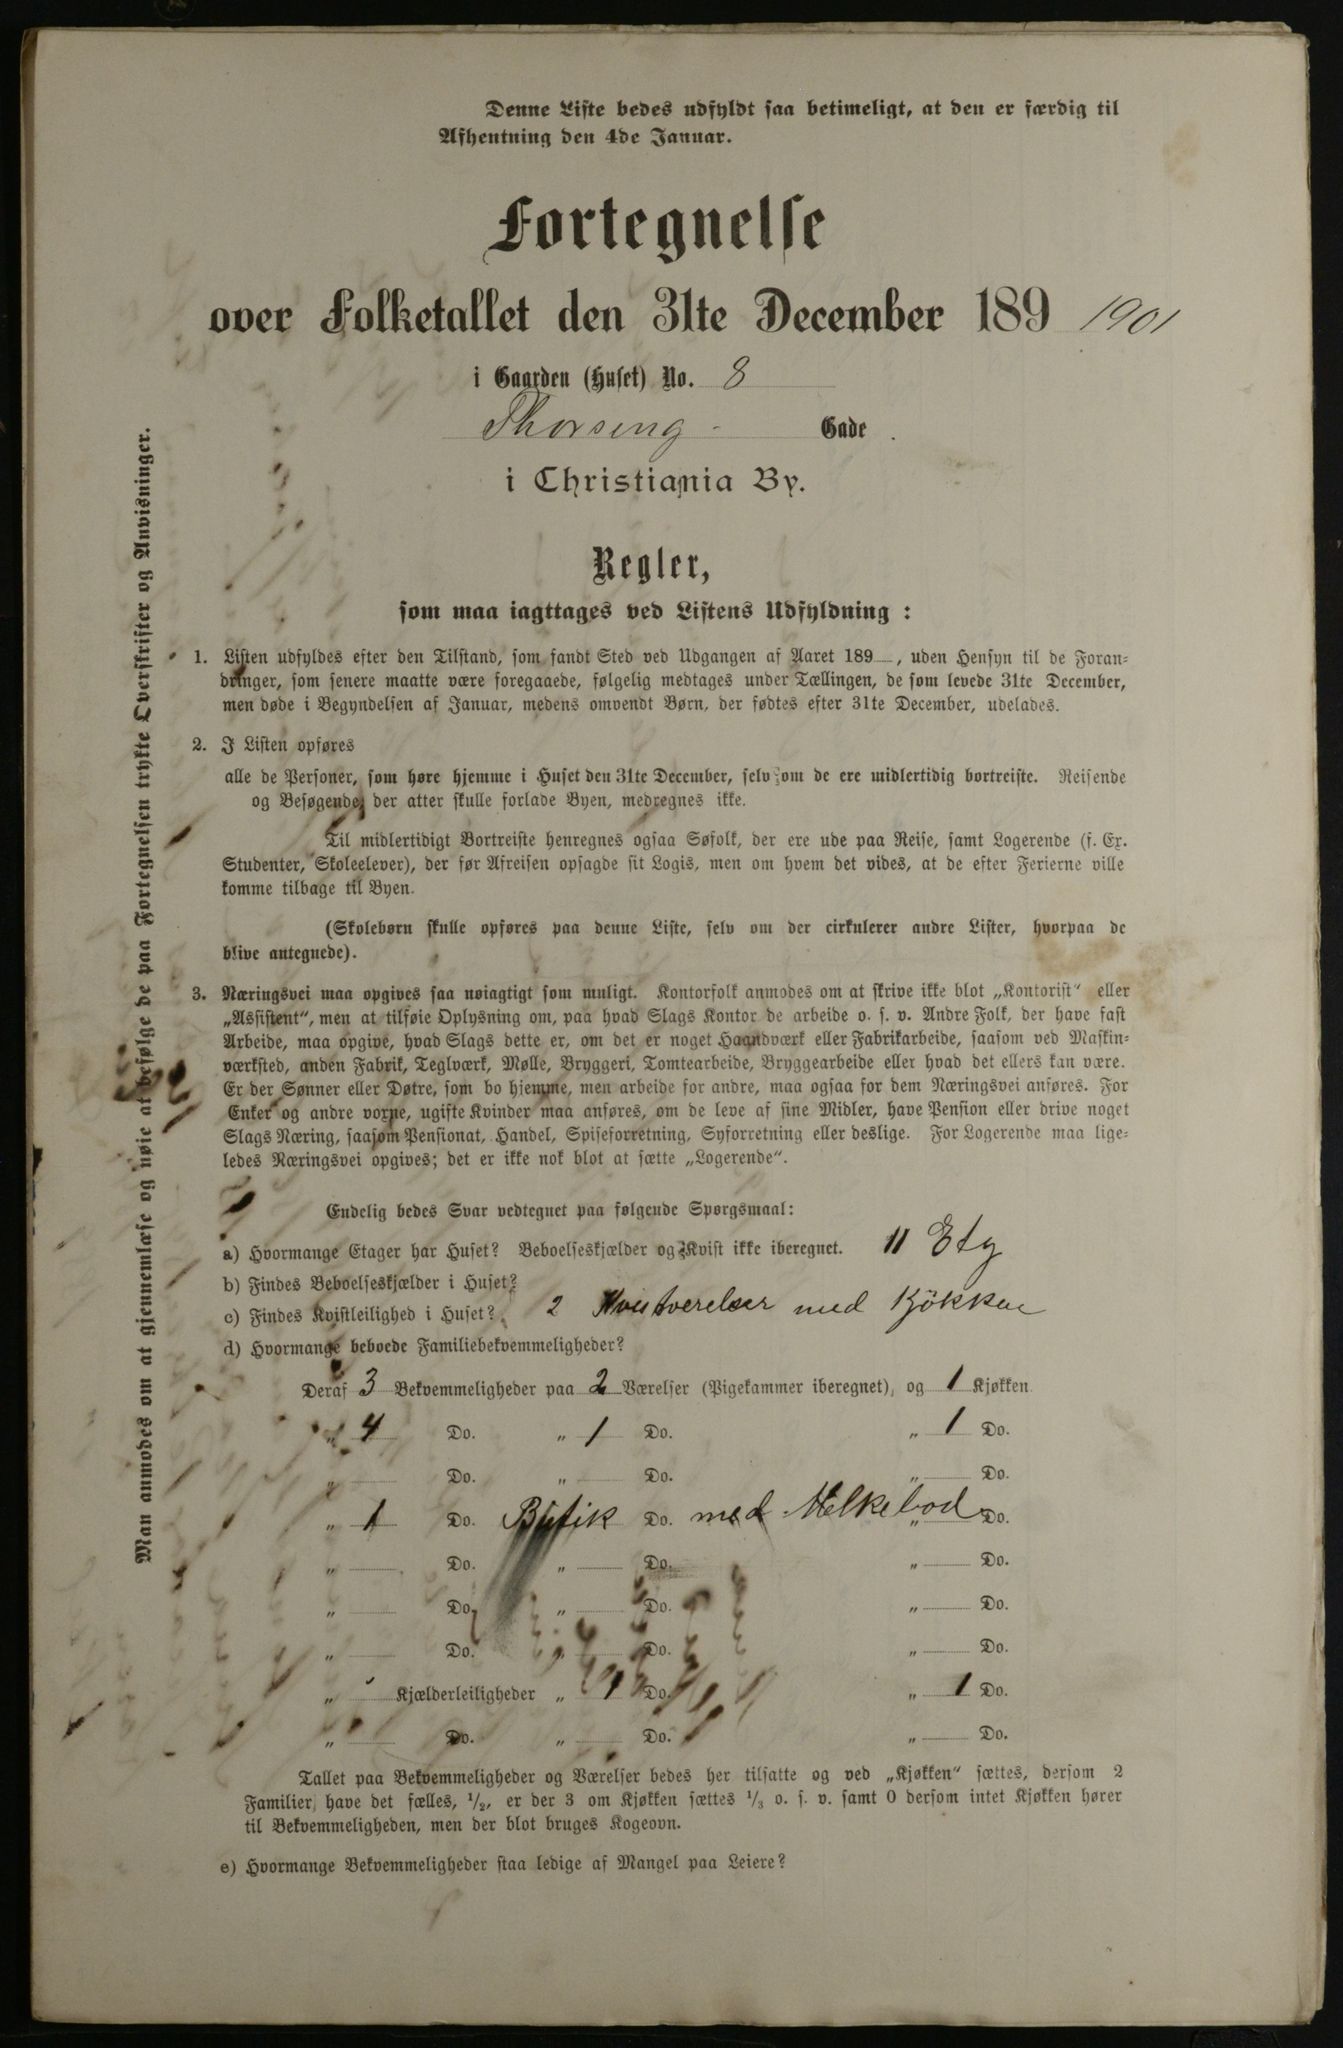 Denne Liste bedes udfyldt saa betimeligt, at den er færdig til
Afhentning den 4de Januar.
Fortegnelse
over Folketallet den 31te December 189 1901
i Gaarden (Huset) No. 8
Thorseng - Gade
i Christiania By.
Regler,
som maa iagttages ved Listens Udfyldning:
1. Listen udfyldes efter den Tilstand, som fandt Sted ved Udgangen af Aaret 189 , uden Hensyn til de Foran-
dringer, som senere maatte være foregaaede, følgelig medtages under Tællingen, de som levede 31te December,
men døde i Begyndelsen af Januar, medens omvendt Børn, der fødtes efter 31te December, udelades.
2. I Listen opføres
alle de Personer, som høre hjemme i Huset den 31te December, selv om de ere midlertidig bortreiste. Reisende
og Besøgende, der atter skulle forlade Byen, medregnes ikke.
Til midlertidigt Bortreiste henregnes ogsaa Søfolk, der ere ude paa Reise, samt Logerende (f. Ex.
Studenter, Skoleelever), der før Afreisen opsagde sit Logis, men om hvem det vides, at de efter Ferierne ville
komme tilbage til Byen.
(Skolebørn skulle opføres paa denne Liste, selv om der cirkulerer andre Lister, hvorpaa de
blive antegnede).
3. Næringsvei maa opgives saa nøiagtigt som muligt. Kontorfolk anmodes om at skrive ikke blot „Kontorist“ eller
„Assistent“, men at tilføie Oplysning om, paa hvad Slags Kontor de arbeide o. s. v. Andre Folk, der have fast
Arbeide, maa opgive, hvad Slags dette er, om det er noget Haandværk eller Fabrikarbeide, saasom ved Maskin-
værksted, anden Fabrik, Teglværk, Mølle, Bryggeri, Tomtearbeide, Bryggearbeide eller hvad det ellers kan være.
Er der Sønner eller Døtre, som bo hjemme, men arbeide for andre, maa ogsaa for dem Næringsvei anføres. For
Enker og andre voxne, ugifte Kvinder maa anføres, om de leve af sine Midler, have Pension eller drive noget
Slags Næring, saasom Pensionat, Handel, Spiseforretning, Syforretning eller deslige. For Logerende maa lige-
ledes Næringsvei opgives; det er ikke nok blot at sætte „Logerende“.
Endelig bedes Svar vedtegnet paa følgende Spørgsmaal:
a) Hvormange Etager har Huset? Beboelseskjælder og Kvist ikke iberegnet. II Etg
b) Findes Beboelseskjælder i Huset?
c) Findes Kvistleilighed i Huset? 2 Kvistverelser med Kjökken
d) Hvormange beboede Familiebekvemmeligheder?
Deraf 3 Bekvemmeligheder paa 2 Værelser (Pigekammer iberegnet), og 1 Kjøkken
„ 4 Do. „ 1 Do. „ 1 Do.
„ Do. „ Do. „ Do.
„ 1 Do. Butik Do. med Melkebod „ Do.
„ Do. „ Do. „ Do.
„ Do. „ Do. „ Do.
„ Do. „ Do. „ Do.
„ Kjælderleiligheder „ 1 Do. „ 1 Do.
„ Do. „ Do. „ Do.
Tallet paa Bekvemmeligheder og Værelser bedes her tilsatte og ved „Kjøkken“ sættes, dersom 2
Familier have det fælles, 1/2, er der 3 om Kjøkken sættes 1/3 o. s. v. samt 0 dersom intet Kjøkken hører
til Bekvemmeligheden, men der blot bruges Kogeovn.
e) Hvormange Bekvemmeligheder staa ledige af Mangel paa Leiere?
Man anmodes om at gjennemlæse og nøie at befølge de paa Fortegnelsen trykte Overskrifter og Anvisninger.